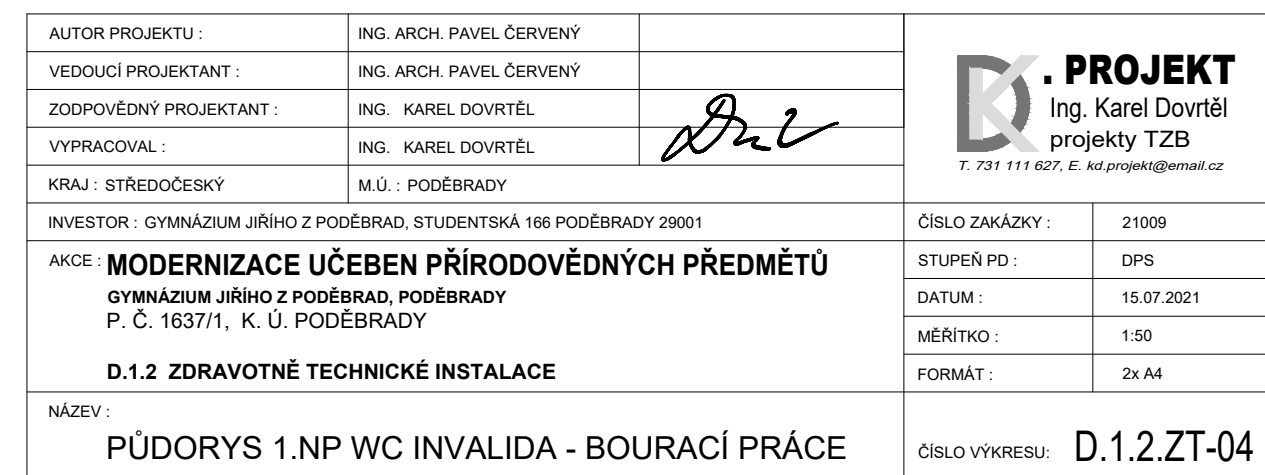 AUTOR PROJEKTU : ING. ARCH. PAVEL ČERVENÝ
VEDOUCÍ PROJEKTANT : ING. ARCH. PAVEL ČERVENÝ
ZODPOVĚDNÝ PROJEKTANT : ING. KAREL DOVRTĚL
VYPRACOVAL : ING. KAREL DOVRTĚL
KRAJ : STŘEDOČESKÝ M.Ú. : PODĚBRADY
DK. PROJEKT
Ing. Karel Dovrtěl
projekty TZB
T. 731 111 627, E. kd.projekt@email.cz
INVESTOR : GYMNÁZIUM JIŘÍHO Z PODĚBRAD, STUDENTSKÁ 166 PODĚBRADY 29001
ČÍSLO ZAKÁZKY : 21009
AKCE : MODERNIZACE UČEBEN PŘÍRODOVĚDNÝCH PŘEDMĚTŮ
GYMNÁZIUM JIŘÍHO Z PODĚBRAD, PODĚBRADY
P. Č. 1637/1, K. Ú. PODĚBRADY
D.1.2 ZDRAVOTNĚ TECHNICKÉ INSTALACE
STUPEŇ PD : DPS
DATUM : 15.07.2021
MĚŘÍTKO : 1:50
FORMÁT : 2x A4
NÁZEV :
PŮDORYS 1.NP WC INVALIDA - BOURACÍ PRÁCE
ČÍSLO VÝKRESU: D.1.2.ZT-04